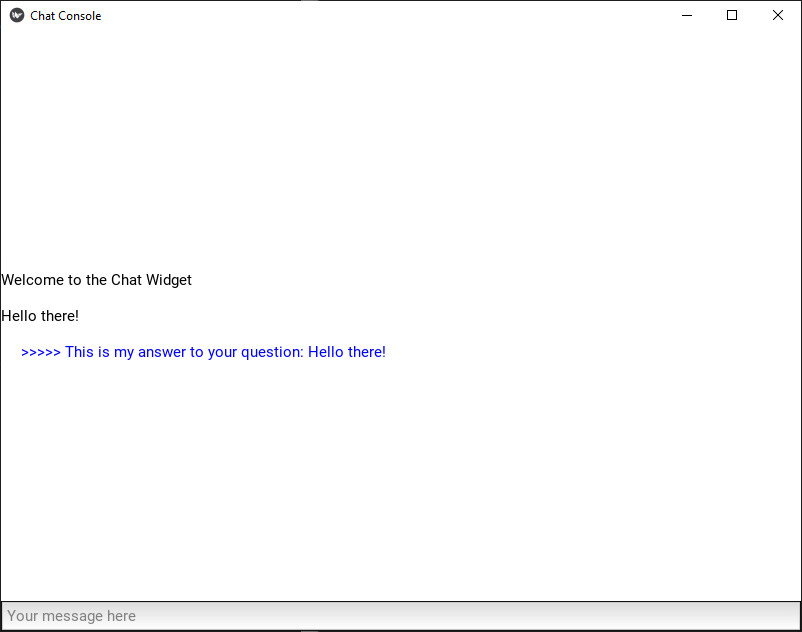 Chat Console
Welcome to the Chat Widget
Hello there!
>>>>> This is my answer to your question: Hello there!
Your message here